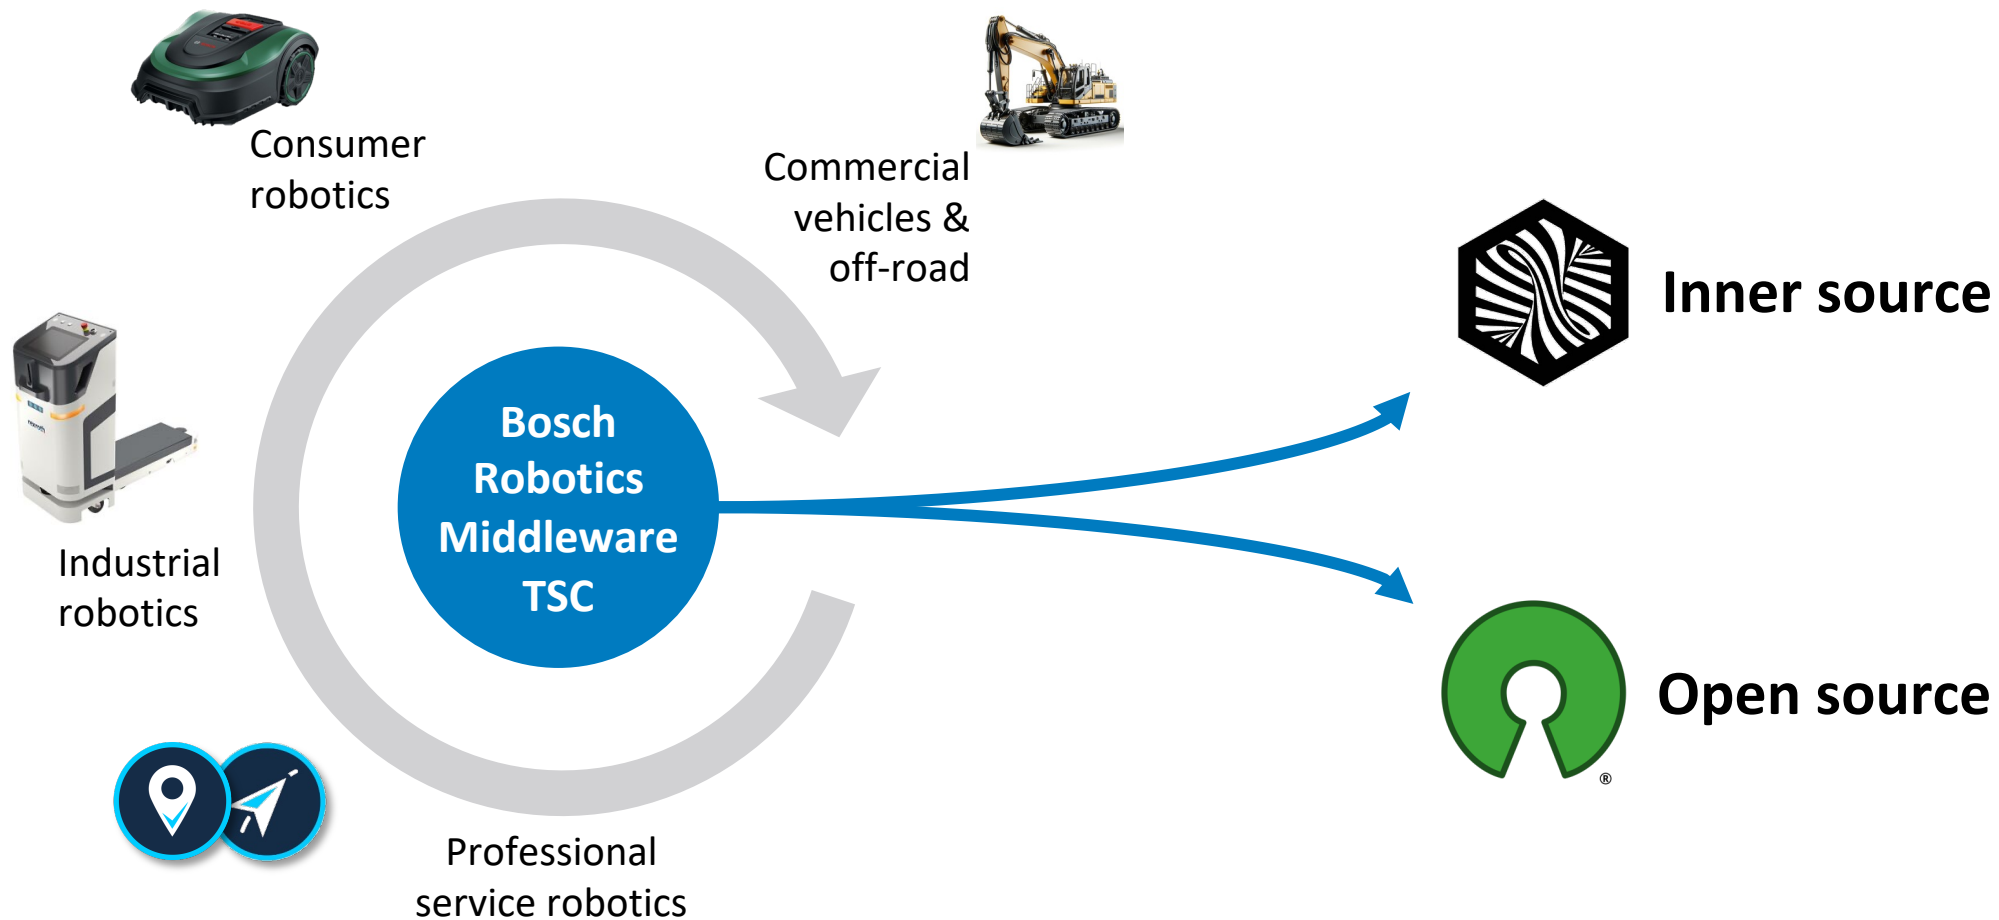 Consumer
robotics
Commercial
vehicles &
off-road
Inner source
rexroth
Bosch
Robotics
Middleware
TSC
Industrial
robotics
Open source
®
Professional
service robotics